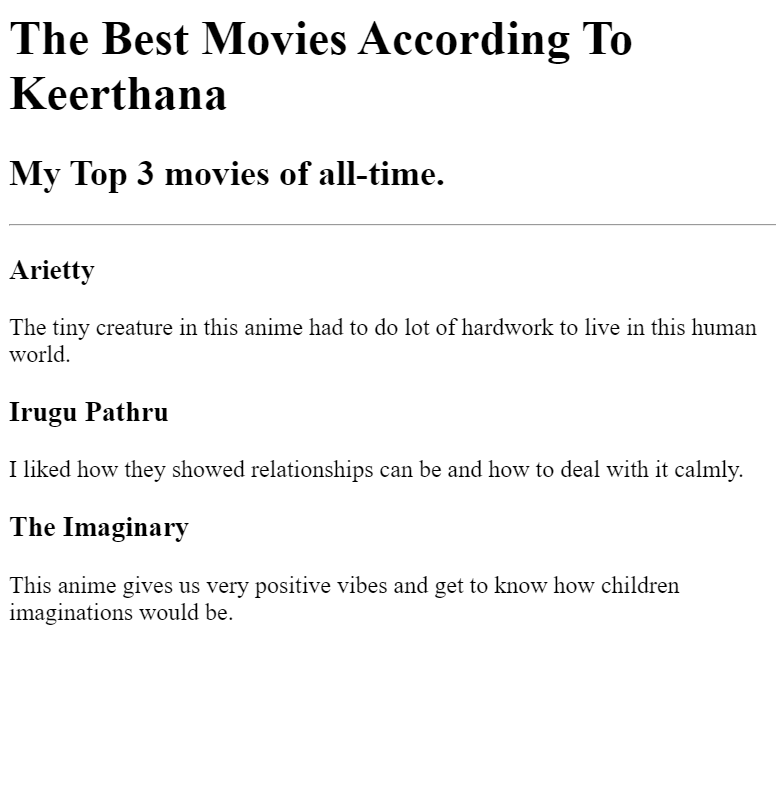 The Best Movies According To
Keerthana
My Top 3 movies of all-time.
Arietty
The tiny creature in this anime had to do lot of hardwork to live in this human
world.
Irugu Pathru
I liked how they showed relationships can be and how to deal with it calmly.
The Imaginary
This anime gives us very positive vibes and get to know how children
imaginations would be.